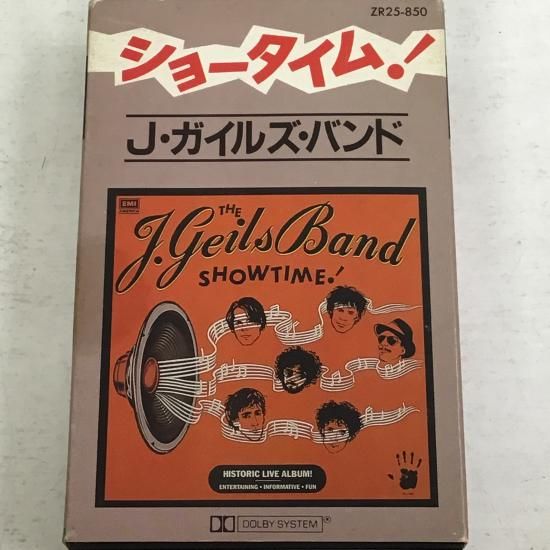 ZR25-850
ショータイム!
J・ガイルズ・バンド
EMI
AMERICA
THE
J. Geils Band
SHOWTIME!
HISTORIC LIVE ALBUM!
ENTERTAINING • INFORMATIVE • FUN
DOLBY SYSTEM®